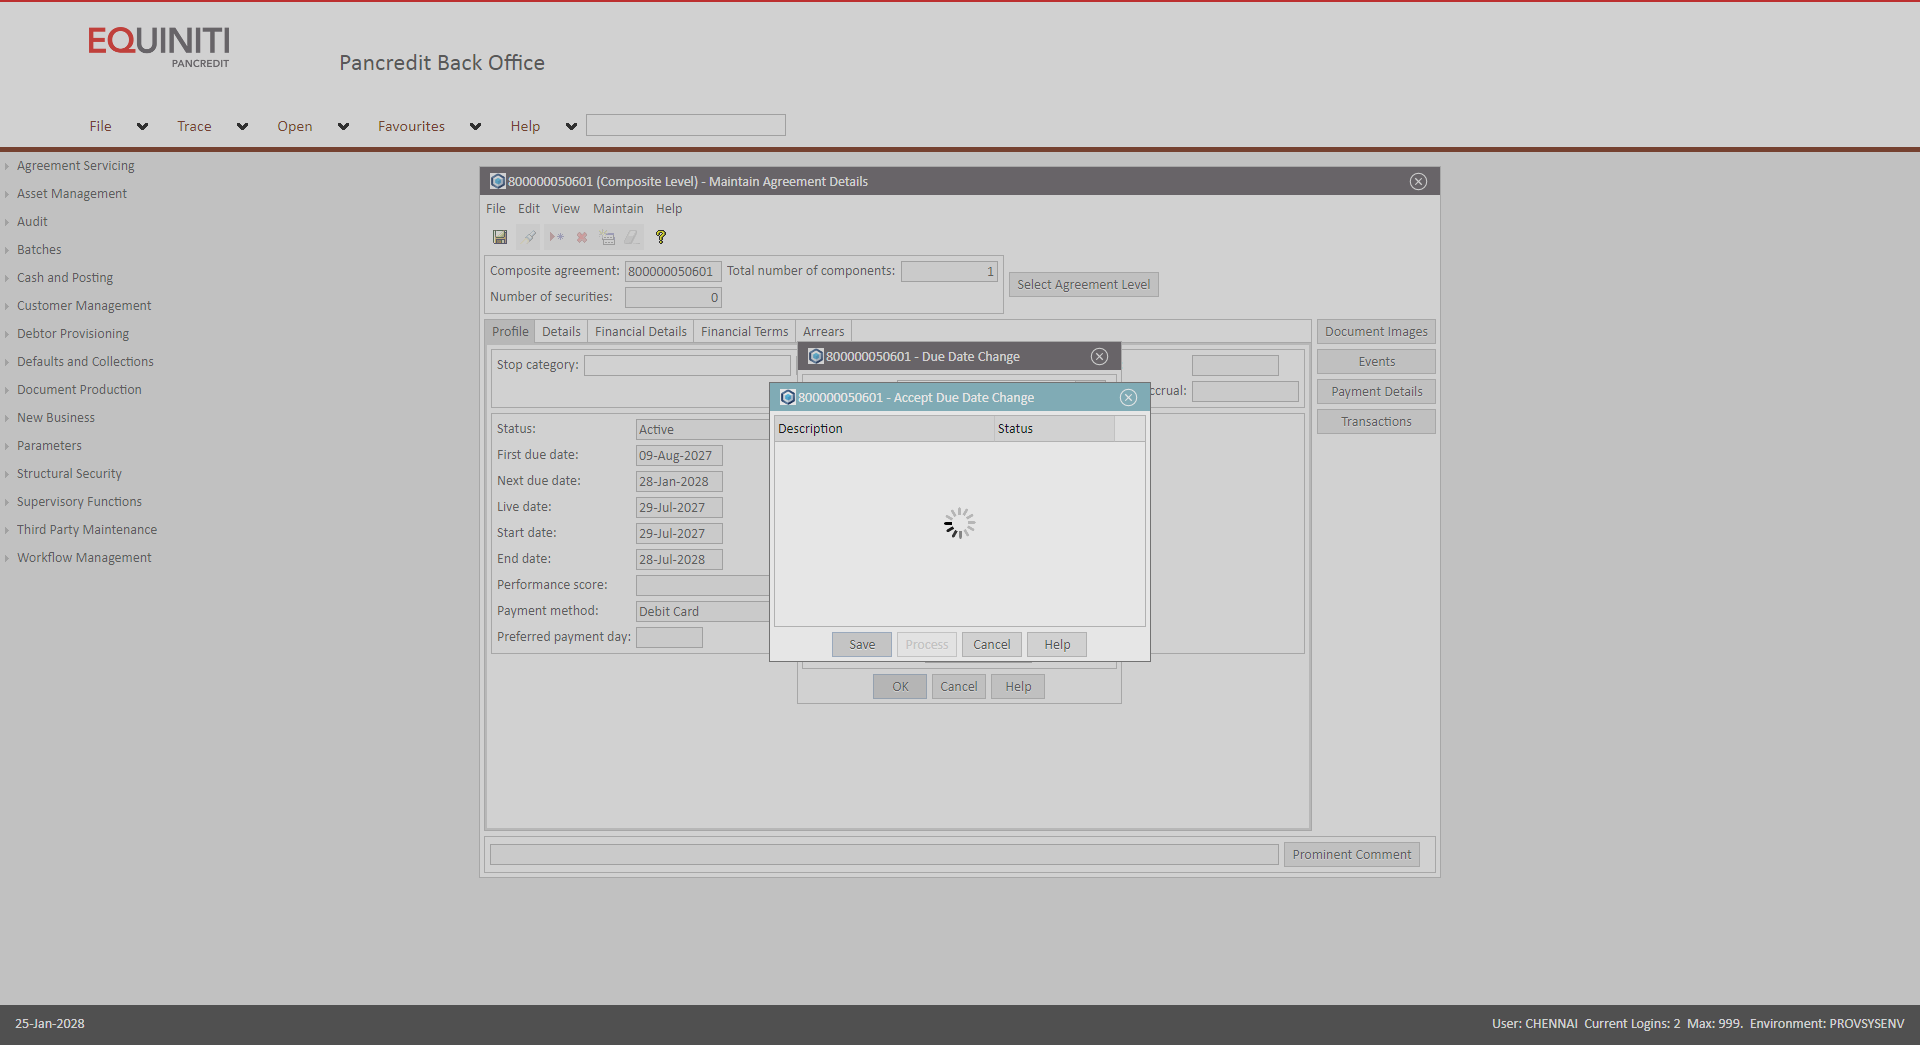 EQUINITI
PANCREDIT
Pancredit Back Office
File Trace Open Favourites Help
Agreement Servicing
Asset Management
Audit
Batches
Cash and Posting
Customer Management
Debtor Provisioning
Defaults and Collections
Document Production
New Business
Parameters
Structural Security
Supervisory Functions
Third Party Maintenance
Workflow Management
800000050601 (Composite Level) - Maintain Agreement Details
File Edit View Maintain Help
Composite agreement: 800000050601 Total number of components: 1
Number of securities: 0
Select Agreement Level
Profile Details Financial Details Financial Terms Arrears
Stop category:
ccrual:
Status: Active
First due date: 09-Aug-2027
Next due date: 28-Jan-2028
Live date: 29-Jul-2027
Start date: 29-Jul-2027
End date: 28-Jul-2028
Performance score:
Payment method: Debit Card
Preferred payment day:
Document Images
Events
Payment Details
Transactions
800000050601 - Due Date Change
800000050601 - Accept Due Date Change
Description Status
Save Process Cancel Help
OK Cancel Help
Prominent Comment
25-Jan-2028
User: CHENNAI Current Logins: 2 Max: 999. Environment: PROVSYSENV